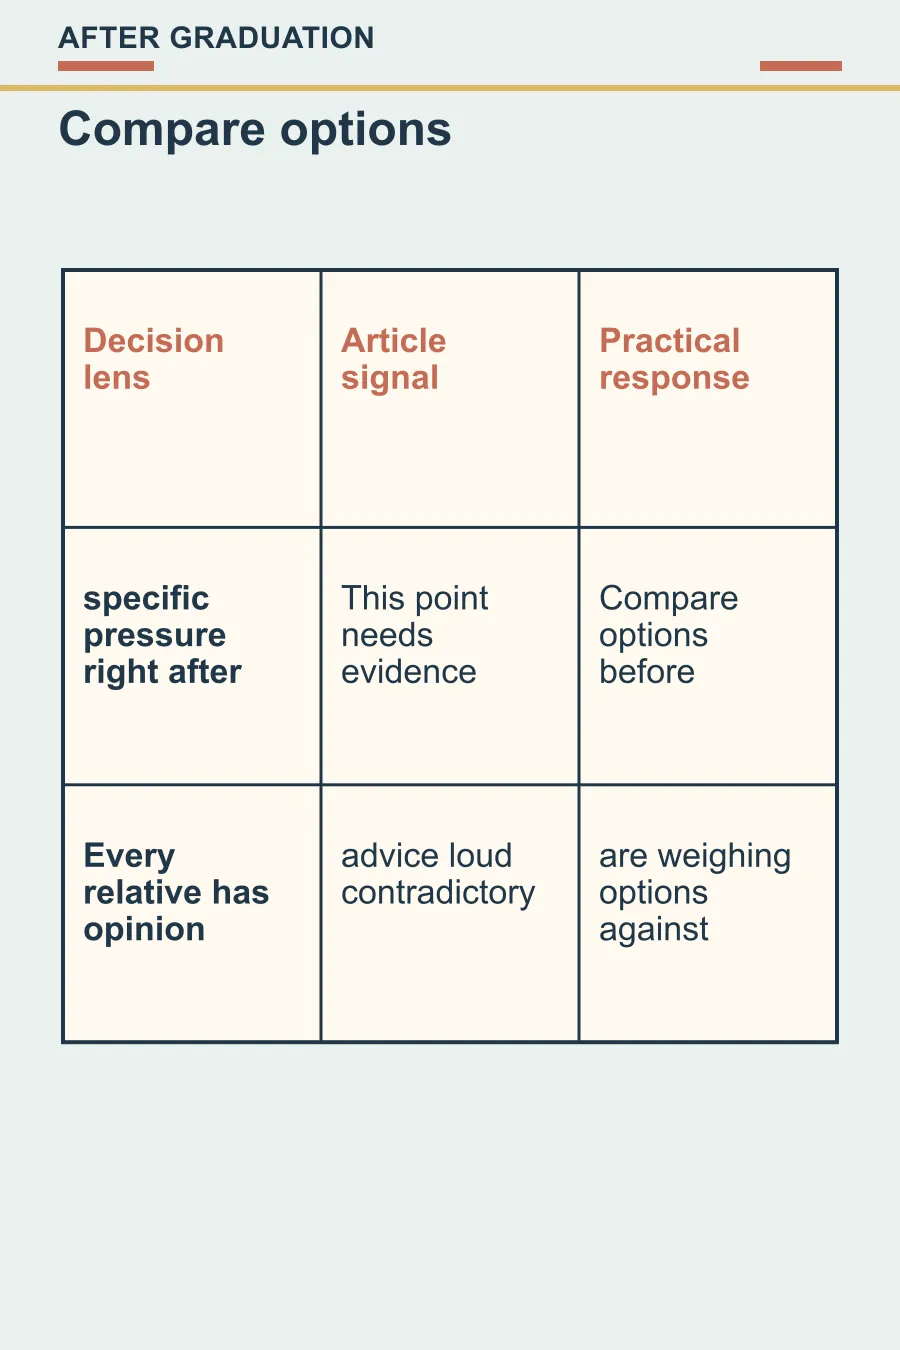 AFTER GRADUATION
Compare options
Decision
lens
Article
signal
Practical
response
specific
pressure
right after
This point
needs
evidence
Compare
options
before
Every
relative has
opinion
advice loud
contradictory
are weighing
options
against